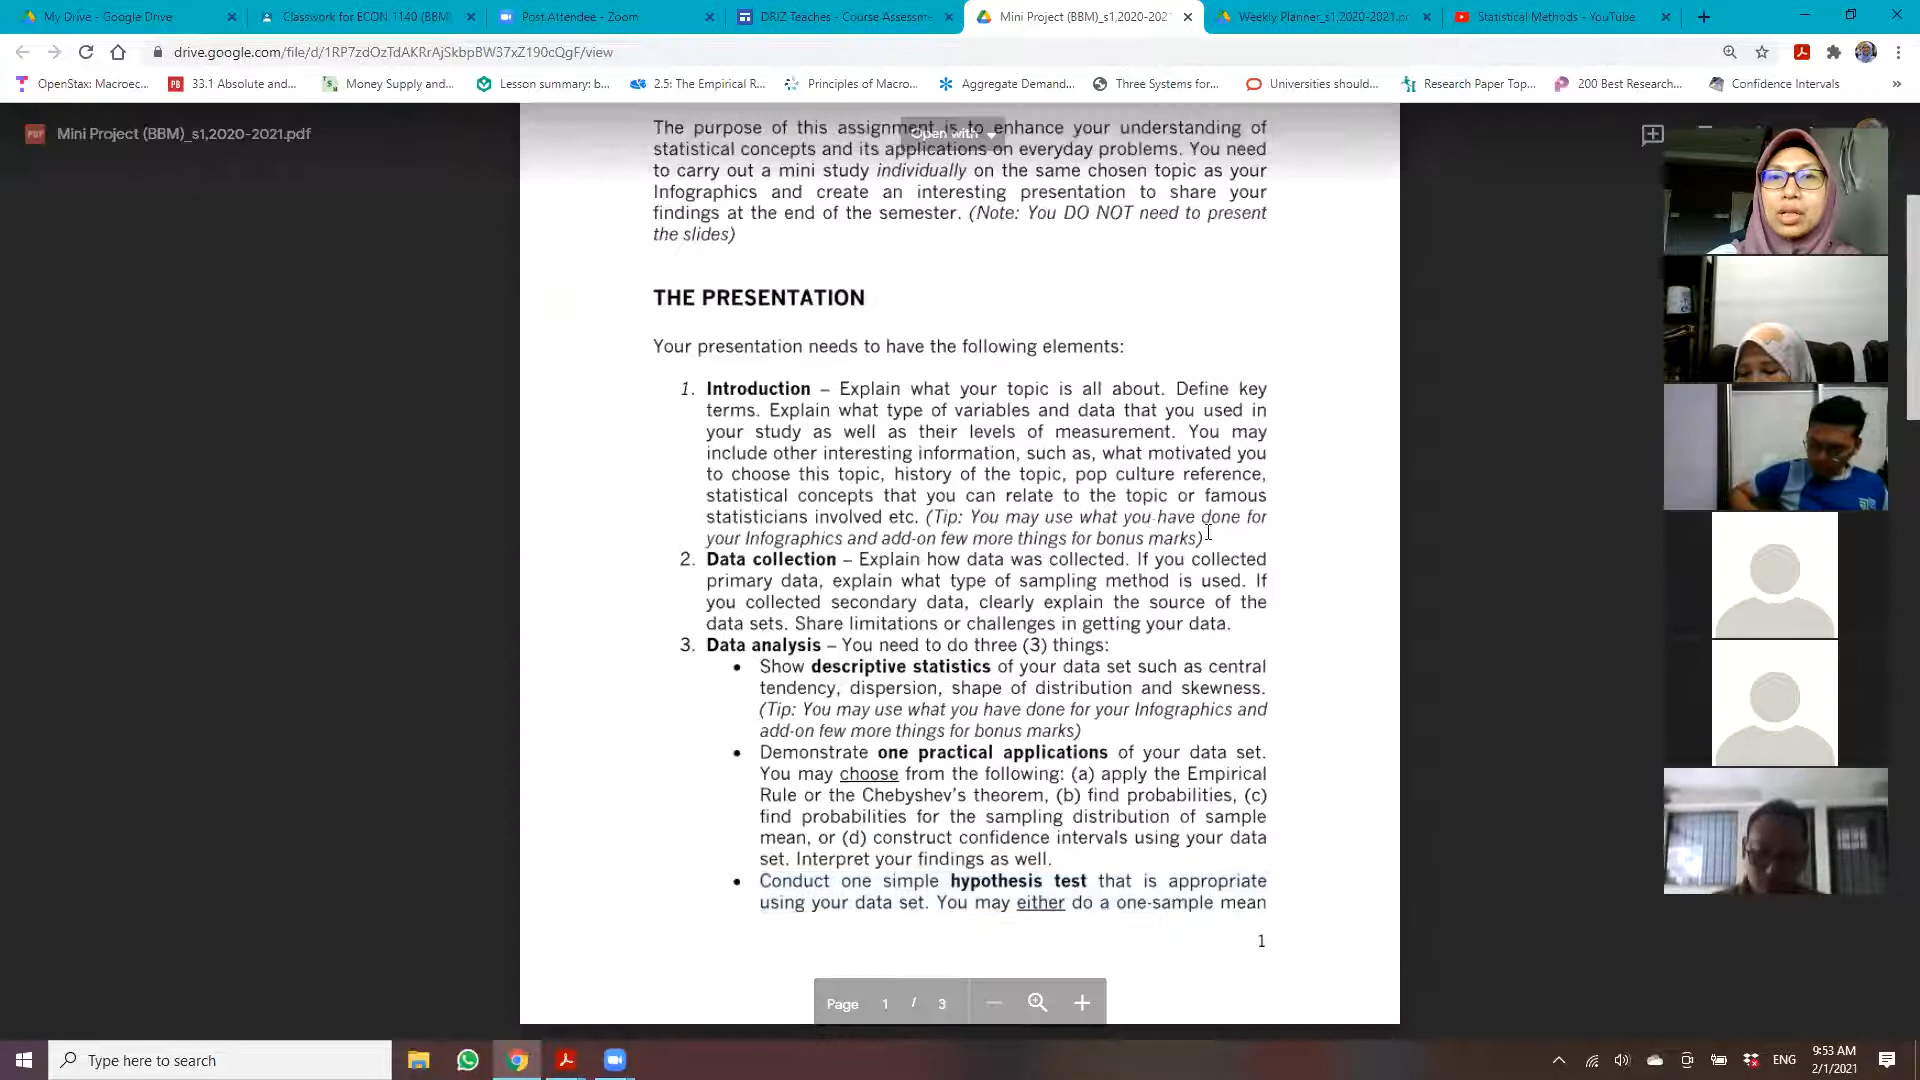 My Drive - Google Drive
Classwork for ECON 1140 (BBM
Post Attendee - Zoom
DRIZ Teaches - Course Assessm
Mini Project (BBM)_s1,2020-202
Weekly Planner_s1,2020-2021.p
Statistical Methods - YouTube
drive.google.com/file/d/1RP7zdOzTdAKRrAjSkbpBW37xZ190cQgF/view
OpenStax: Macroec...
33.1 Absolute and...
Money Supply and...
Lesson summary: b...
2.5: The Empirical R...
Principles of Macro...
Aggregate Demand...
Three Systems for...
Universities should...
Research Paper Top...
200 Best Research...
Confidence Intervals
Mini Project (BBM)_s1,2020-2021.pdf
Open with
The purpose of this assignment is to enhance your understanding of
statistical concepts and its applications on everyday problems. You need
to carry out a mini study individually on the same chosen topic as your
Infographics and create an interesting presentation to share your
findings at the end of the semester. (Note: You DO NOT need to present
the slides)
THE PRESENTATION
Your presentation needs to have the following elements:
1. Introduction – Explain what your topic is all about. Define key
terms. Explain what type of variables and data that you used in
your study as well as their levels of measurement. You may
include other interesting information, such as, what motivated you
to choose this topic, history of the topic, pop culture reference,
statistical concepts that you can relate to the topic or famous
statisticians involved etc. (Tip: You may use what you have done for
your Infographics and add-on few more things for bonus marks)
2. Data collection – Explain how data was collected. If you collected
primary data, explain what type of sampling method is used. If
you collected secondary data, clearly explain the source of the
data sets. Share limitations or challenges in getting your data.
3. Data analysis – You need to do three (3) things:
• Show descriptive statistics of your data set such as central
tendency, dispersion, shape of distribution and skewness.
(Tip: You may use what you have done for your Infographics and
add-on few more things for bonus marks)
• Demonstrate one practical applications of your data set.
You may choose from the following: (a) apply the Empirical
Rule or the Chebyshev's theorem, (b) find probabilities, (c)
find probabilities for the sampling distribution of sample
mean, or (d) construct confidence intervals using your data
set. Interpret your findings as well.
• Conduct one simple hypothesis test that is appropriate
using your data set. You may either do a one-sample mean
1
Page 1 / 3
Type here to search
ENG
9:53 AM
2/1/2021